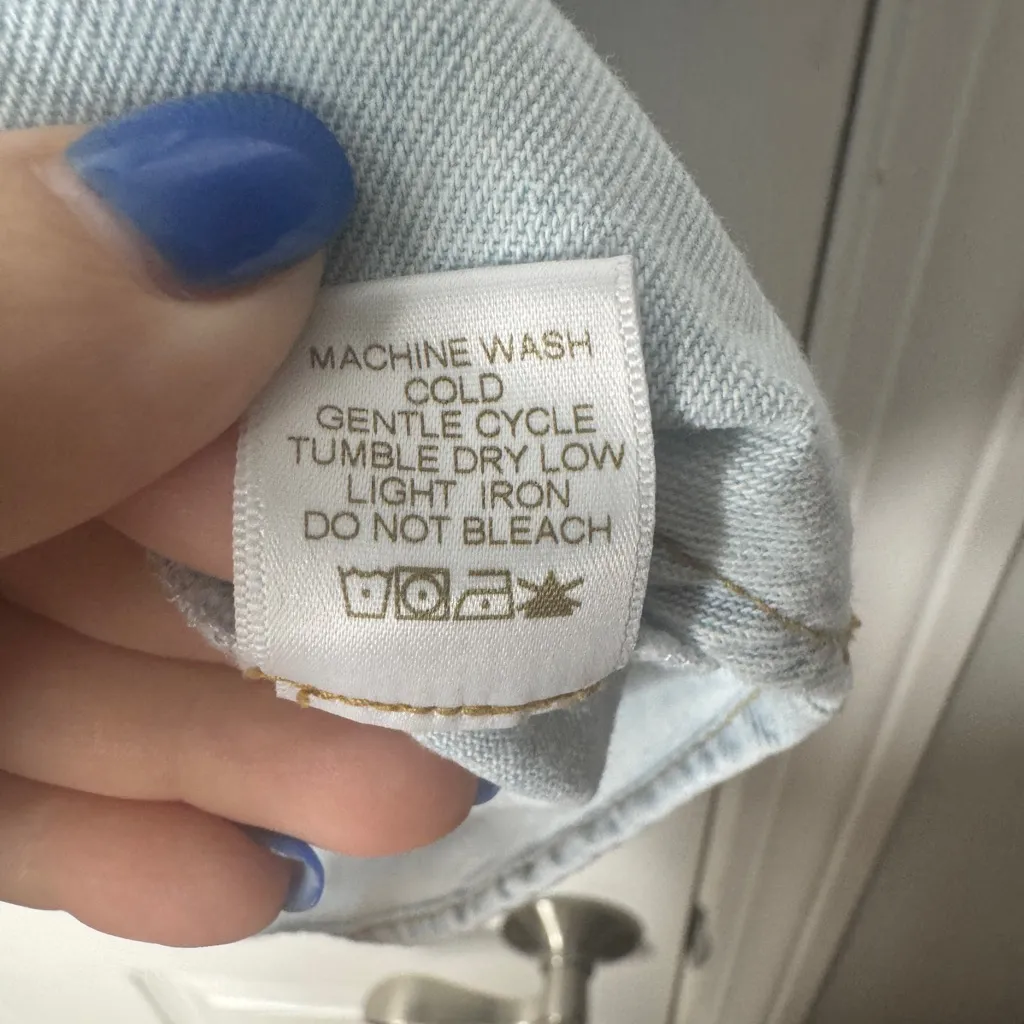 MACHINE WASH
COLD
GENTLE CYCLE
TUMBLE DRY LOW
LIGHT IRON
DO NOT BLEACH